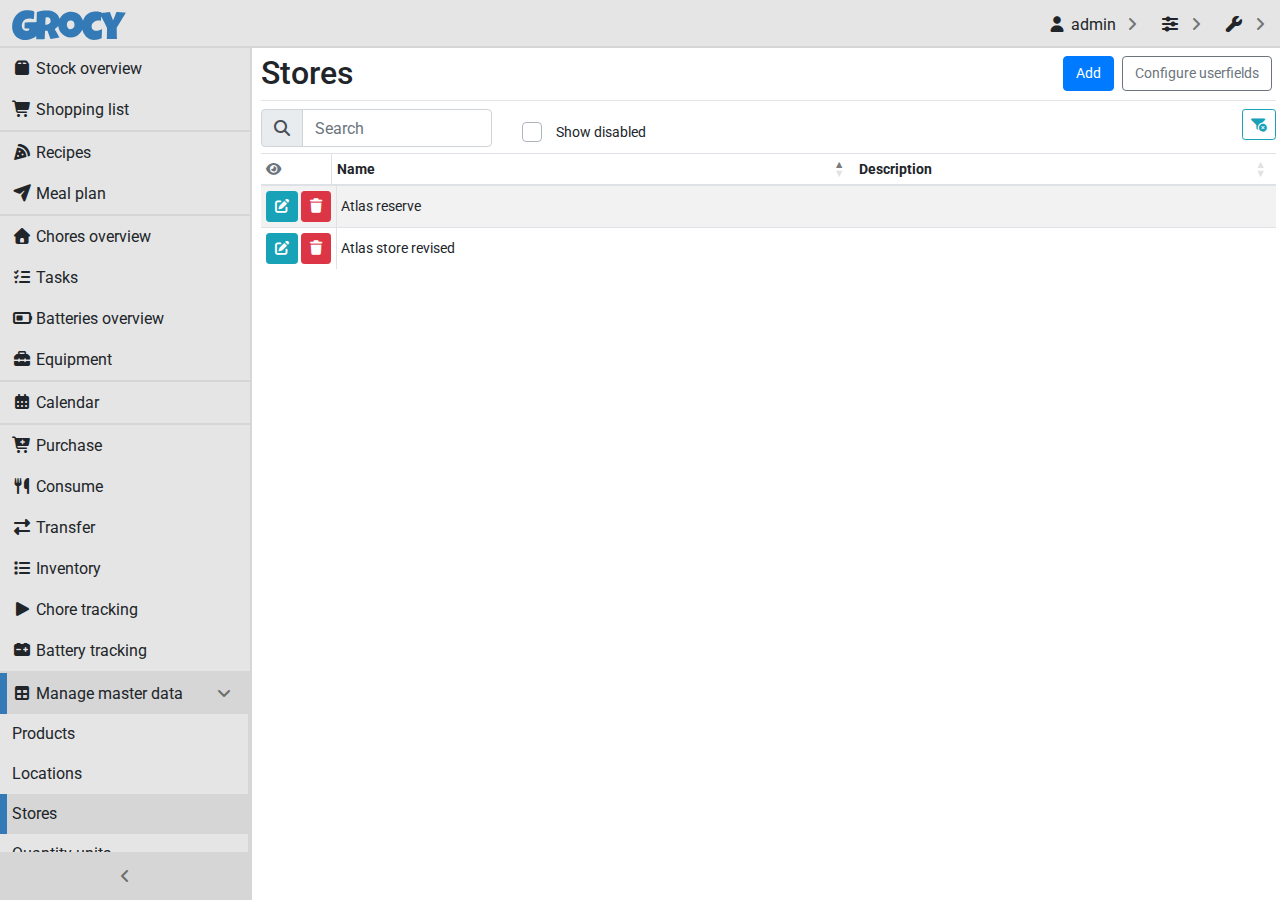 GROCY
admin
Stock overview
Shopping list
Recipes
Meal plan
Chores overview
Tasks
Batteries overview
Equipment
Calendar
Purchase
Consume
Transfer
Inventory
Chore tracking
Battery tracking
Manage master data
Products
Locations
Stores
Quantity units
Stores
Add
Configure userfields
Search
Show disabled
Name
Description
Atlas reserve
Atlas store revised